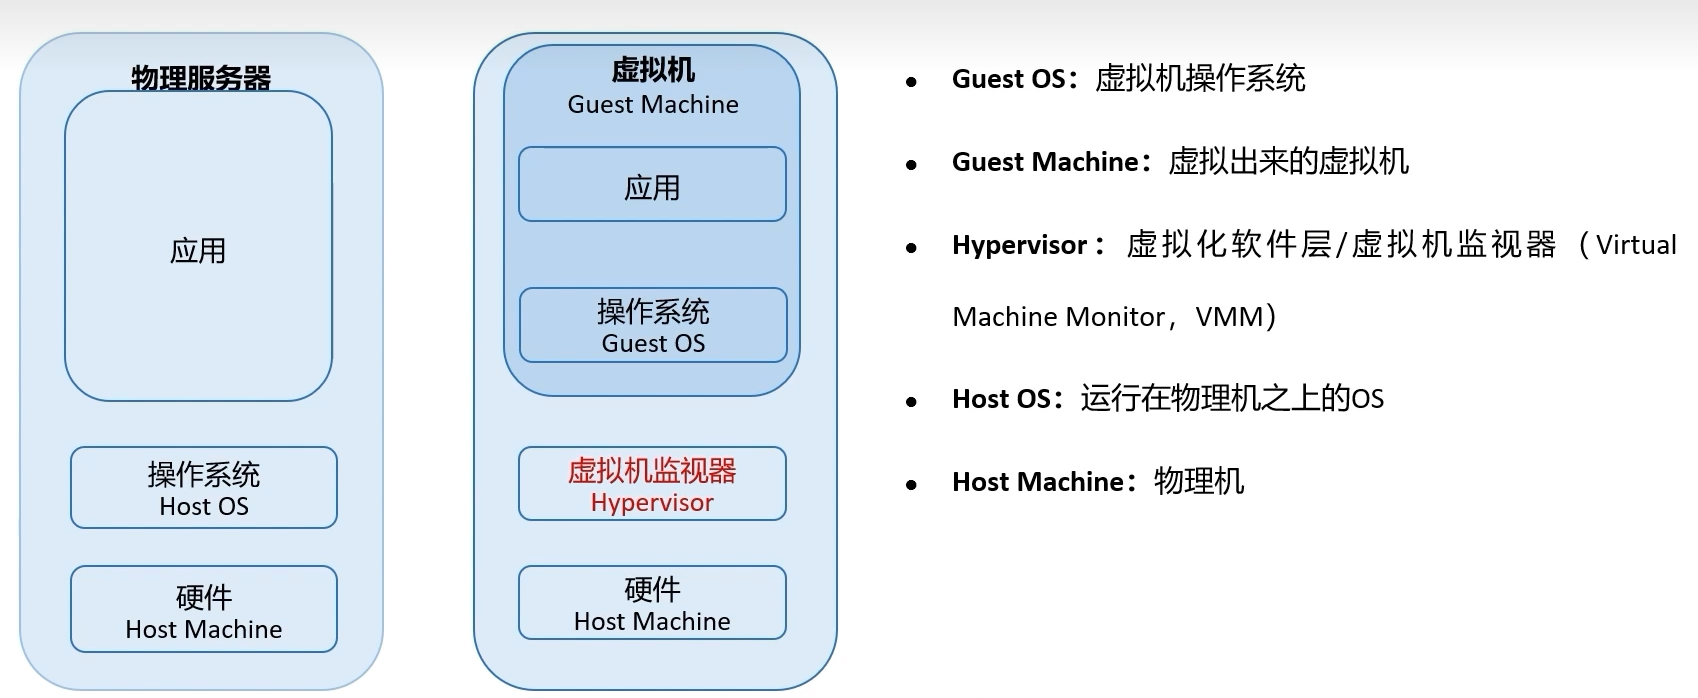 物理服务器
应用
操作系统
Host OS
硬件
Host Machine
虚拟机
Guest Machine
应用
操作系统
Guest OS
虚拟机监视器
Hypervisor
硬件
Host Machine
• Guest OS：虚拟机操作系统
• Guest Machine：虚拟出来的虚拟机
• Hypervisor：虚拟化软件层/虚拟机监视器（Virtual
Machine Monitor，VMM）
• Host OS：运行在物理机之上的OS
• Host Machine：物理机